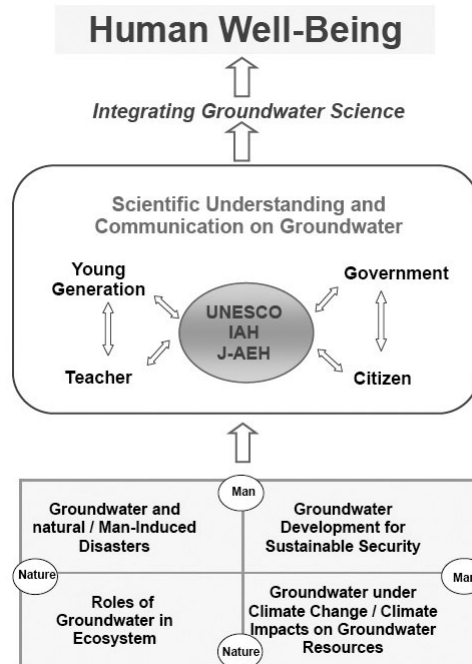 Human Well-Being
Integrating Groundwater Science
Scientific Understanding and
Communication on Groundwater
Young
Generation
Government
UNESCO
IAH
J-AEH
Teacher
Citizen
Man
Groundwater and
natural / Man-Induced
Disasters
Groundwater
Development for
Sustainable Security
Nature
Man
Roles of
Groundwater in
Ecosystem
Groundwater under
Climate Change / Climate
Impacts on Groundwater
Resources
Nature